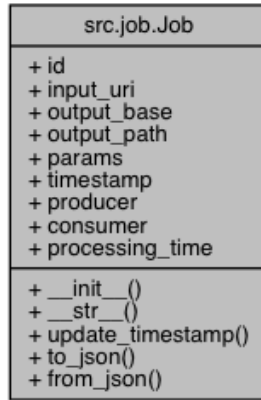 src.job.Job
+ id
+ input_uri
+ output_base
+ output_path
+ params
+ timestamp
+ producer
+ consumer
+ processing_time
+ __init__()
+ __str__()
+ update_timestamp()
+ to_json()
+ from_json()